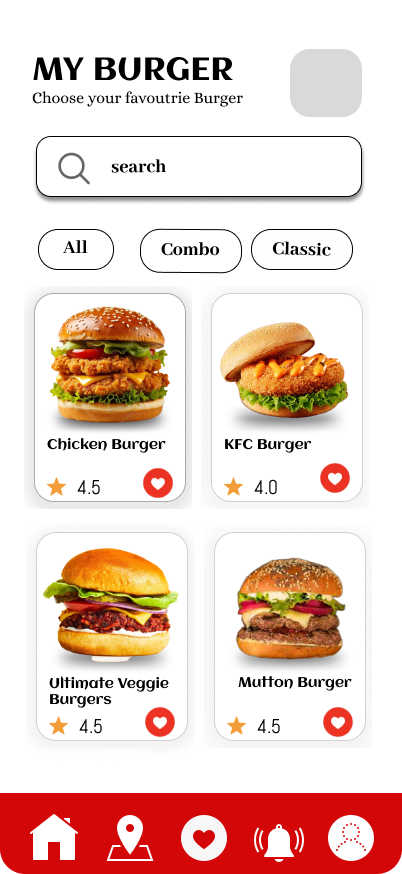 MY BURGER
Choose your favoutrie Burger
search
All Combo Classic
Chicken Burger KFC Burger
4.5 4.0
Ultimate Veggie Mutton Burger
Burgers
4.5 4.5